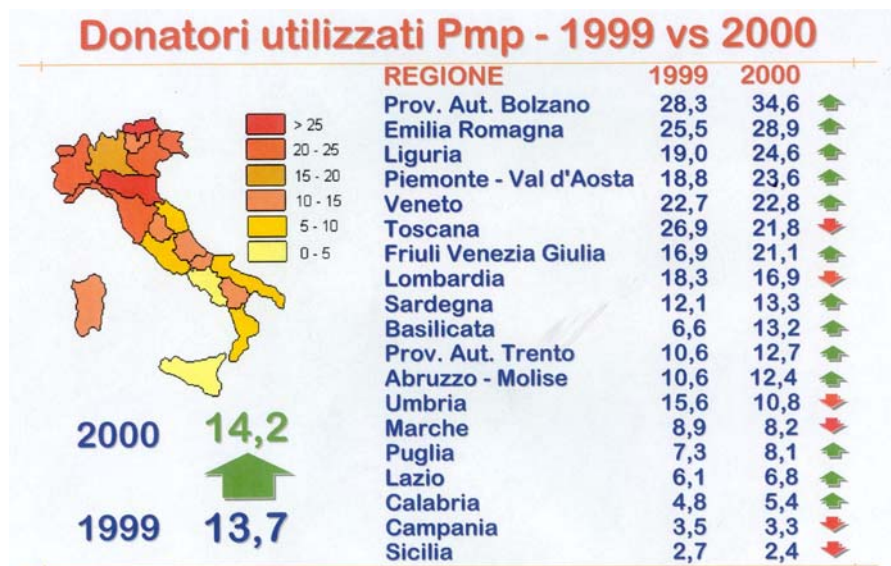 Donatori utilizzati Pmp - 1999 vs 2000
REGIONE 1999 2000
Prov. Aut. Bolzano 28,3 34,6
Emilia Romagna 25,5 28,9
Liguria 19,0 24,6
Piemonte - Val d'Aosta 18,8 23,6
Veneto 22,7 22,8
Toscana 26,9 21,8
Friuli Venezia Giulia 16,9 21,1
Lombardia 18,3 16,9
Sardegna 12,1 13,3
Basilicata 6,6 13,2
Prov. Aut. Trento 10,6 12,7
Abruzzo - Molise 10,6 12,4
Umbria 15,6 10,8
Marche 8,9 8,2
Puglia 7,3 8,1
Lazio 6,1 6,8
Calabria 4,8 5,4
Campania 3,5 3,3
Sicilia 2,7 2,4
> 25
20 - 25
15 - 20
10 - 15
5 - 10
0 - 5
2000 14,2
1999 13,7